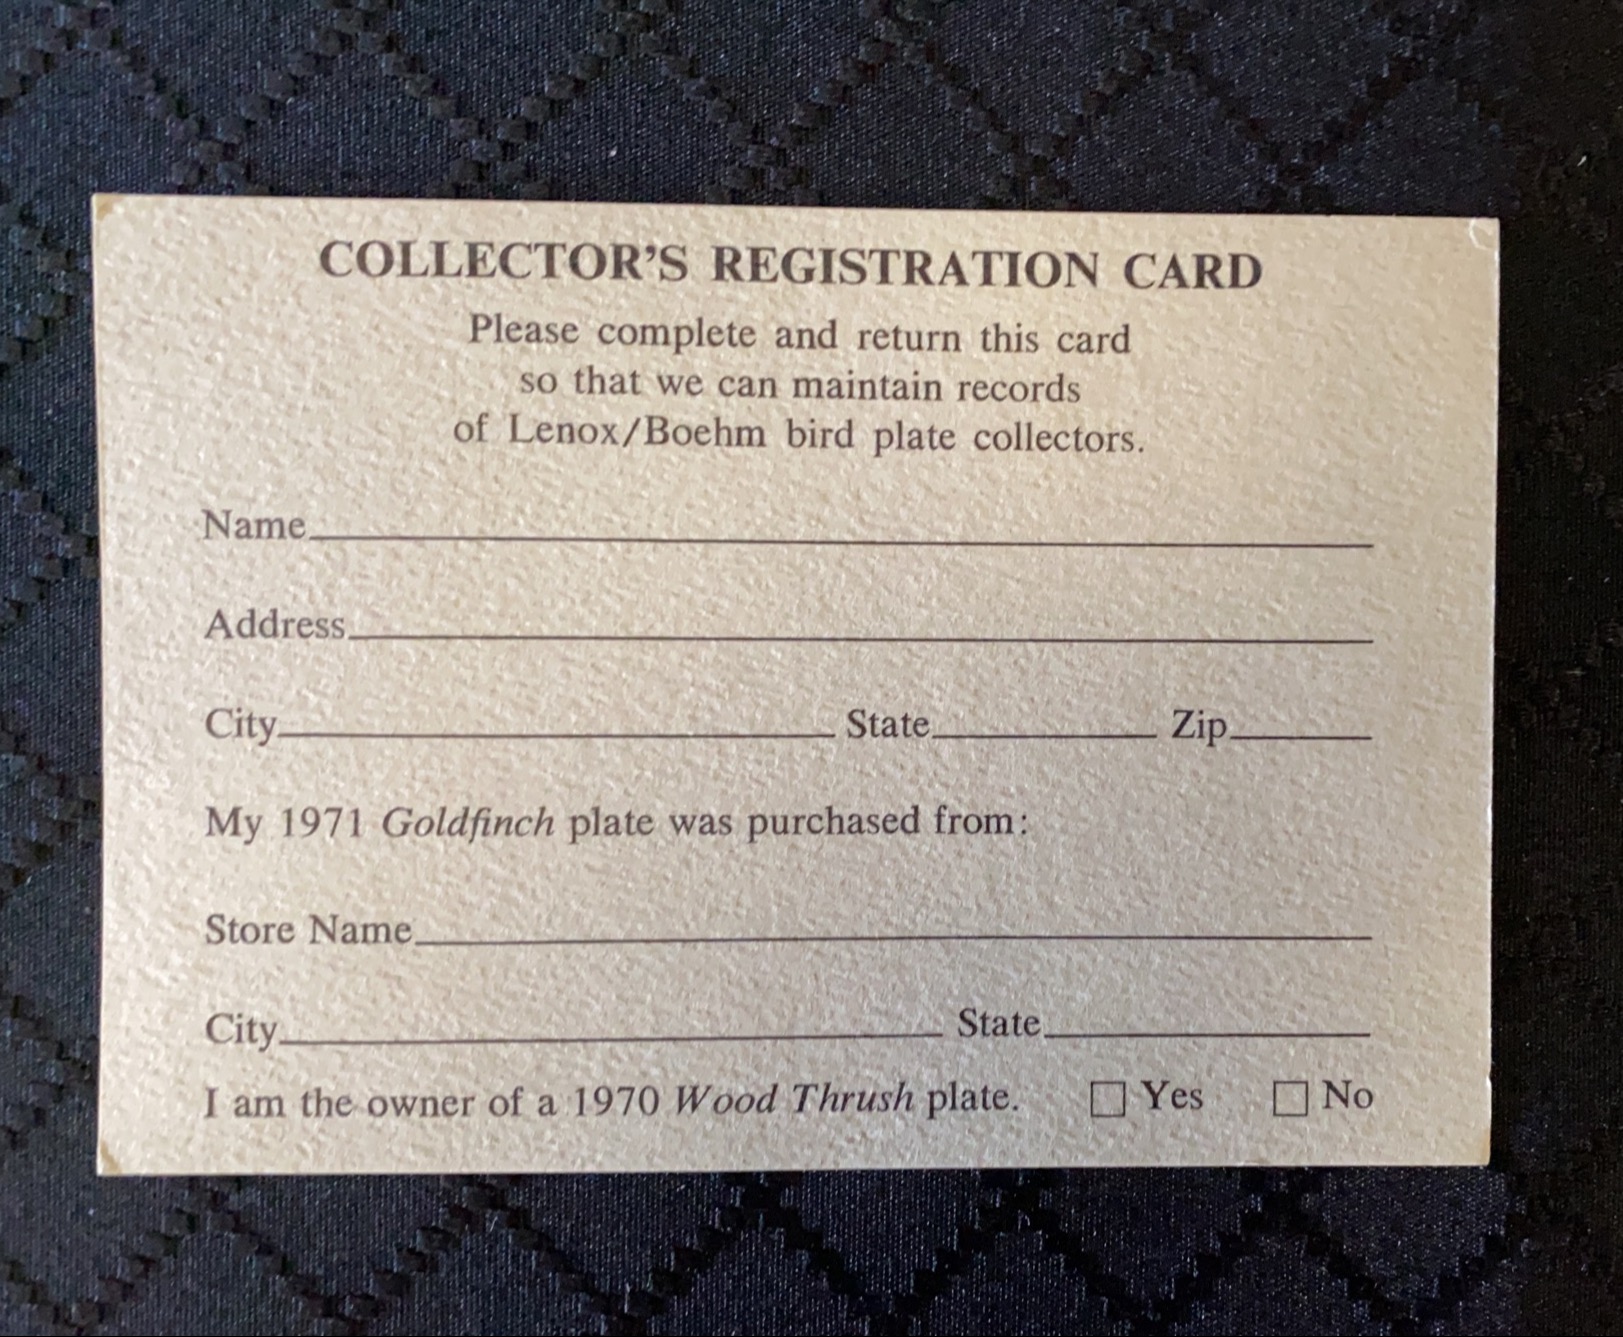 COLLECTOR'S REGISTRATION CARD
Please complete and return this card
so that we can maintain records
of Lenox/Boehm bird plate collectors.
Name
Address
City State Zip
My 1971 Goldfinch plate was purchased from:
Store Name
City State
I am the owner of a 1970 Wood Thrush plate. ☐ Yes ☐ No